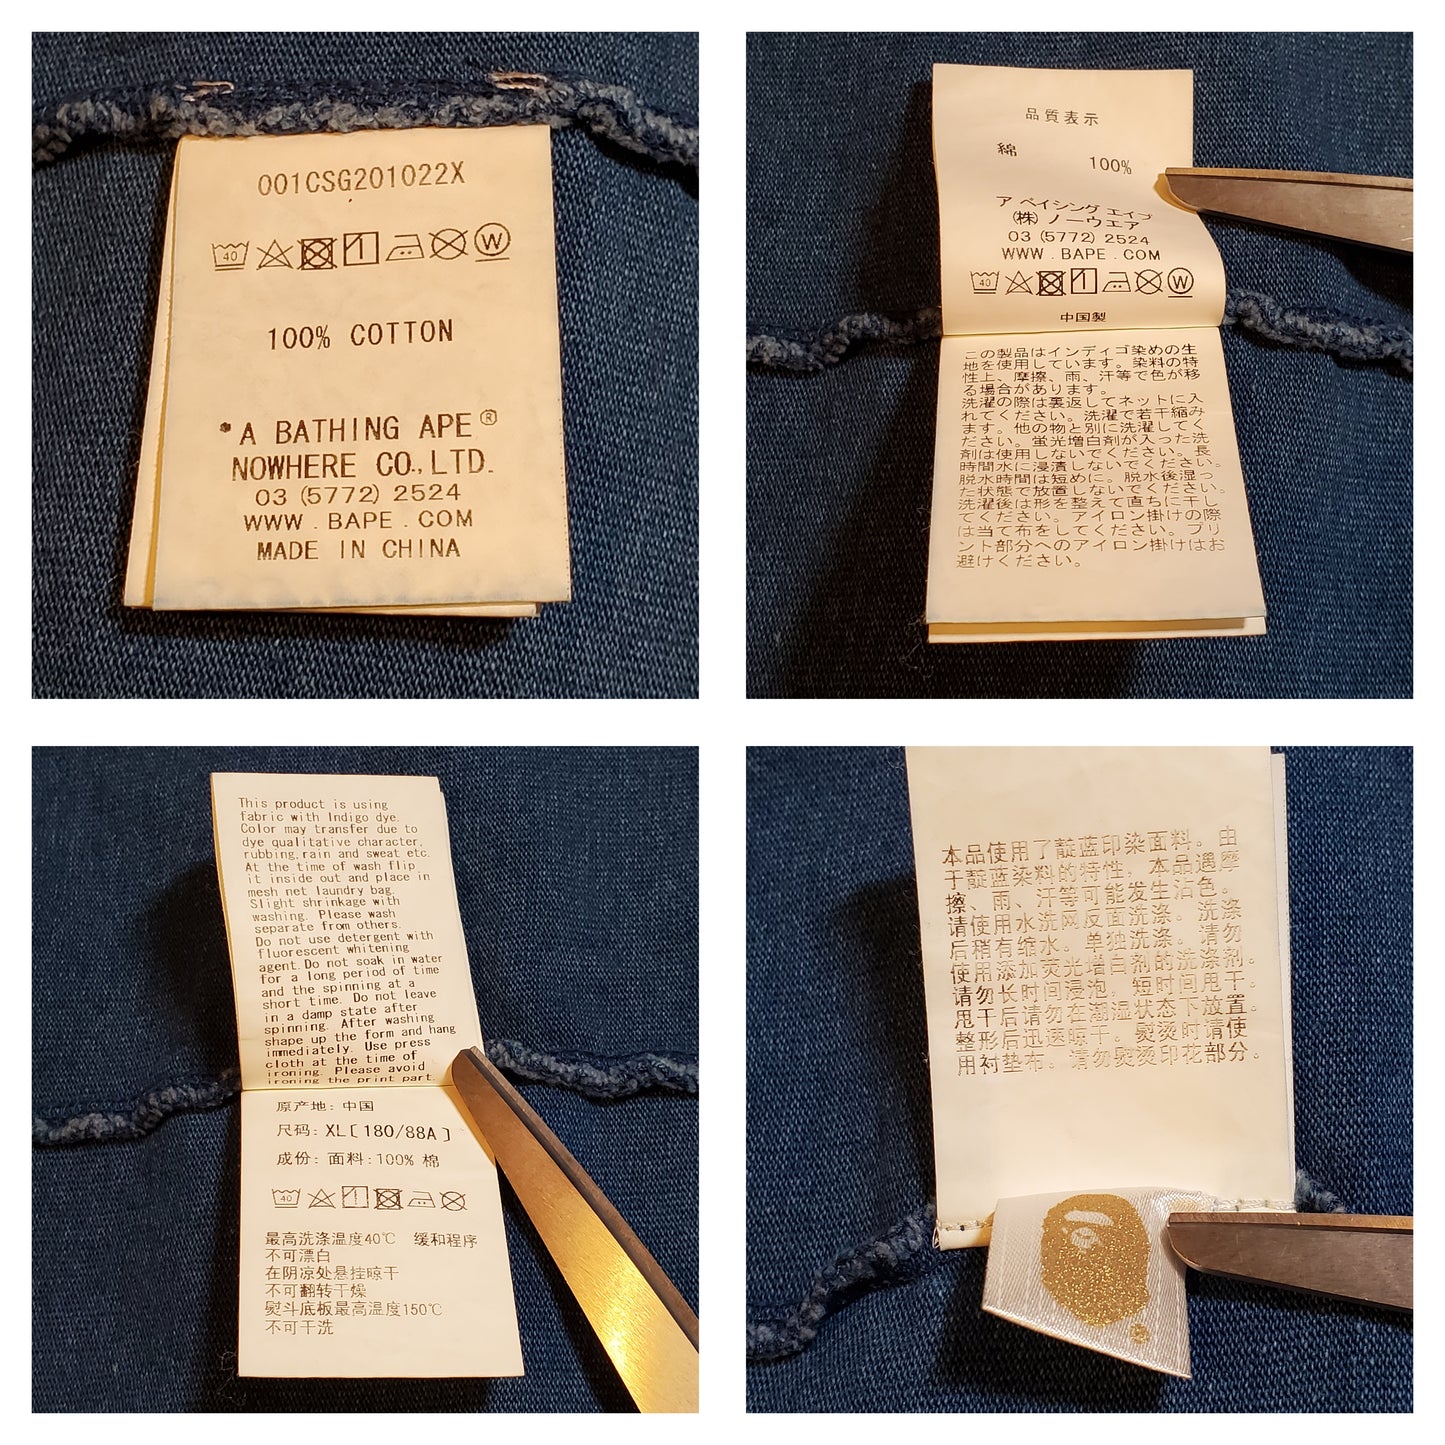 001CSG201022X
40 1 W
100% COTTON
*A BATHING APE®
NOWHERE CO., LTD.
03 (5772) 2524
WWW.BAPE.COM
MADE IN CHINA
品質表示
綿 100%
ア ベイシング エイプ
(株) ノーウエア
03 (5772) 2524
WWW.BAPE.COM
40 1 W
中国製
この製品はインディゴ染めの生
地を使用しています。染料の特
性上、摩擦、雨、汗等で色が移
る場合があります。
洗濯の際は裏返してネットに入
れてください。洗濯で若干縮み
ます。他の物と別に洗濯してく
ださい。蛍光増白剤が入った洗
剤は使用しないでください。長
時間水に浸漬しないでください。
脱水時間は短めに。脱水後湿っ
た状態で放置しないでください。
洗濯後は形を整えて直ちに干し
てください。アイロン掛けの際
は当て布をしてください。プリ
ント部分へのアイロン掛けはお
避けください。
This product is using
fabric with Indigo dye.
Color may transfer due to
dye qualitative character,
rubbing,rain and sweat etc.
At the time of wash flip
it inside out and place in
mesh net laundry bag.
Slight shrinkage with
washing. Please wash
separate from others.
Do not use detergent with
fluorescent whitening
agent.Do not soak in water
for a long period of time
and the spinning at a
short time. Do not leave
in a damp state after
spinning. After washing
shape up the form and hang
immediately. Use press
cloth at the time of
ironing. Please avoid
ironing the print part.
原产地: 中国
尺码: XL[180/88A]
成份: 面料:100% 棉
40 1
最高洗涤温度40℃ 缓和程序
不可漂白
在阴凉处悬挂晾干
不可翻转干燥
熨斗底板最高温度150℃
不可干洗
本品使用了靛蓝印染面料。由
于靛蓝染料的特性，本品遇摩
擦、雨、汗等可能发生沾色。
请使用水洗网反面洗涤。洗涤
后稍有缩水。单独洗涤。请勿
使用添加荧光增白剂的洗涤剂。
请勿长时间浸泡，短时间甩干。
甩干后请勿在潮湿状态下放置。
整形后迅速晾干。熨烫时请使
用衬垫布。请勿熨烫印花部分。